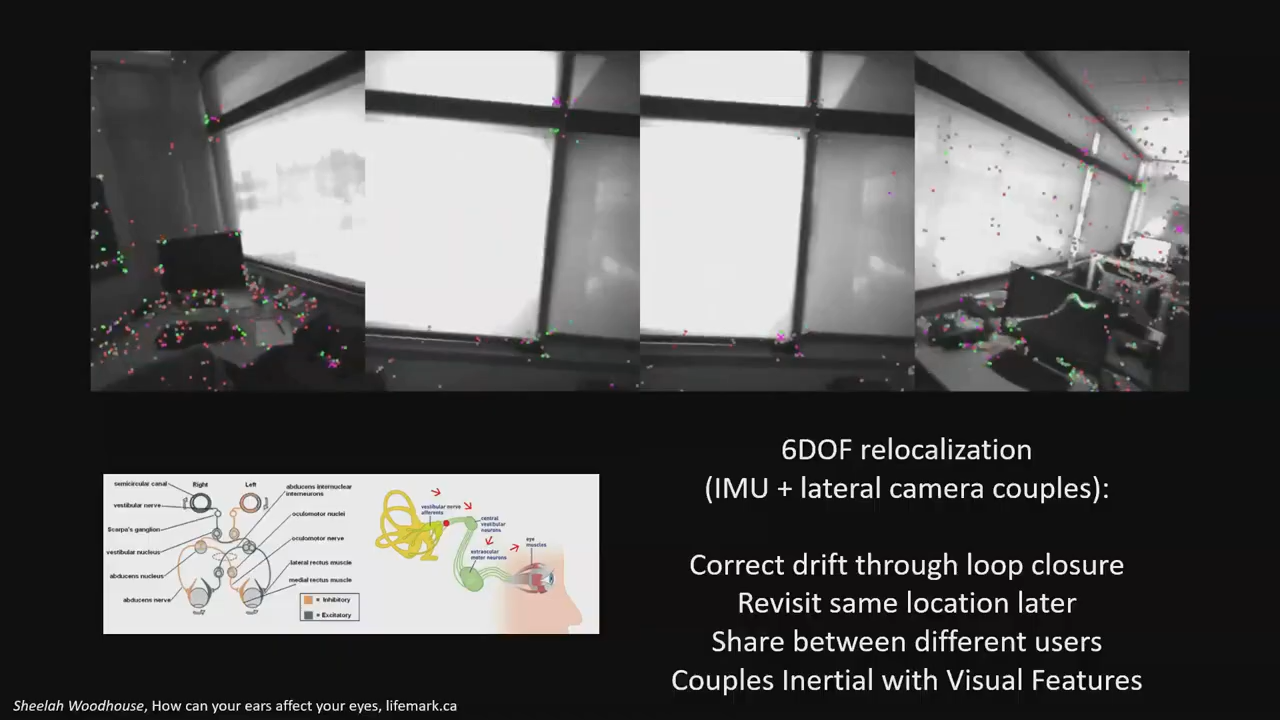 6DOF relocalization
(IMU + lateral camera couples):
Correct drift through loop closure
Revisit same location later
Share between different users
Couples Inertial with Visual Features
Right
Left
semicircular canal
vestibular nerve
Scarpa's ganglion
vestibular nucleus
abducens nucleus
abducens nerve
abducens internuclear
interneurons
oculomotor nuclei
oculomotor nerve
lateral rectus muscle
medial rectus muscle
= Inhibitory
= Excitatory
vestibular nerve
afferents
central
vestibular
neurons
extraocular
motor neurons
eye
muscles
Sheelah Woodhouse, How can your ears affect your eyes, lifemark.ca